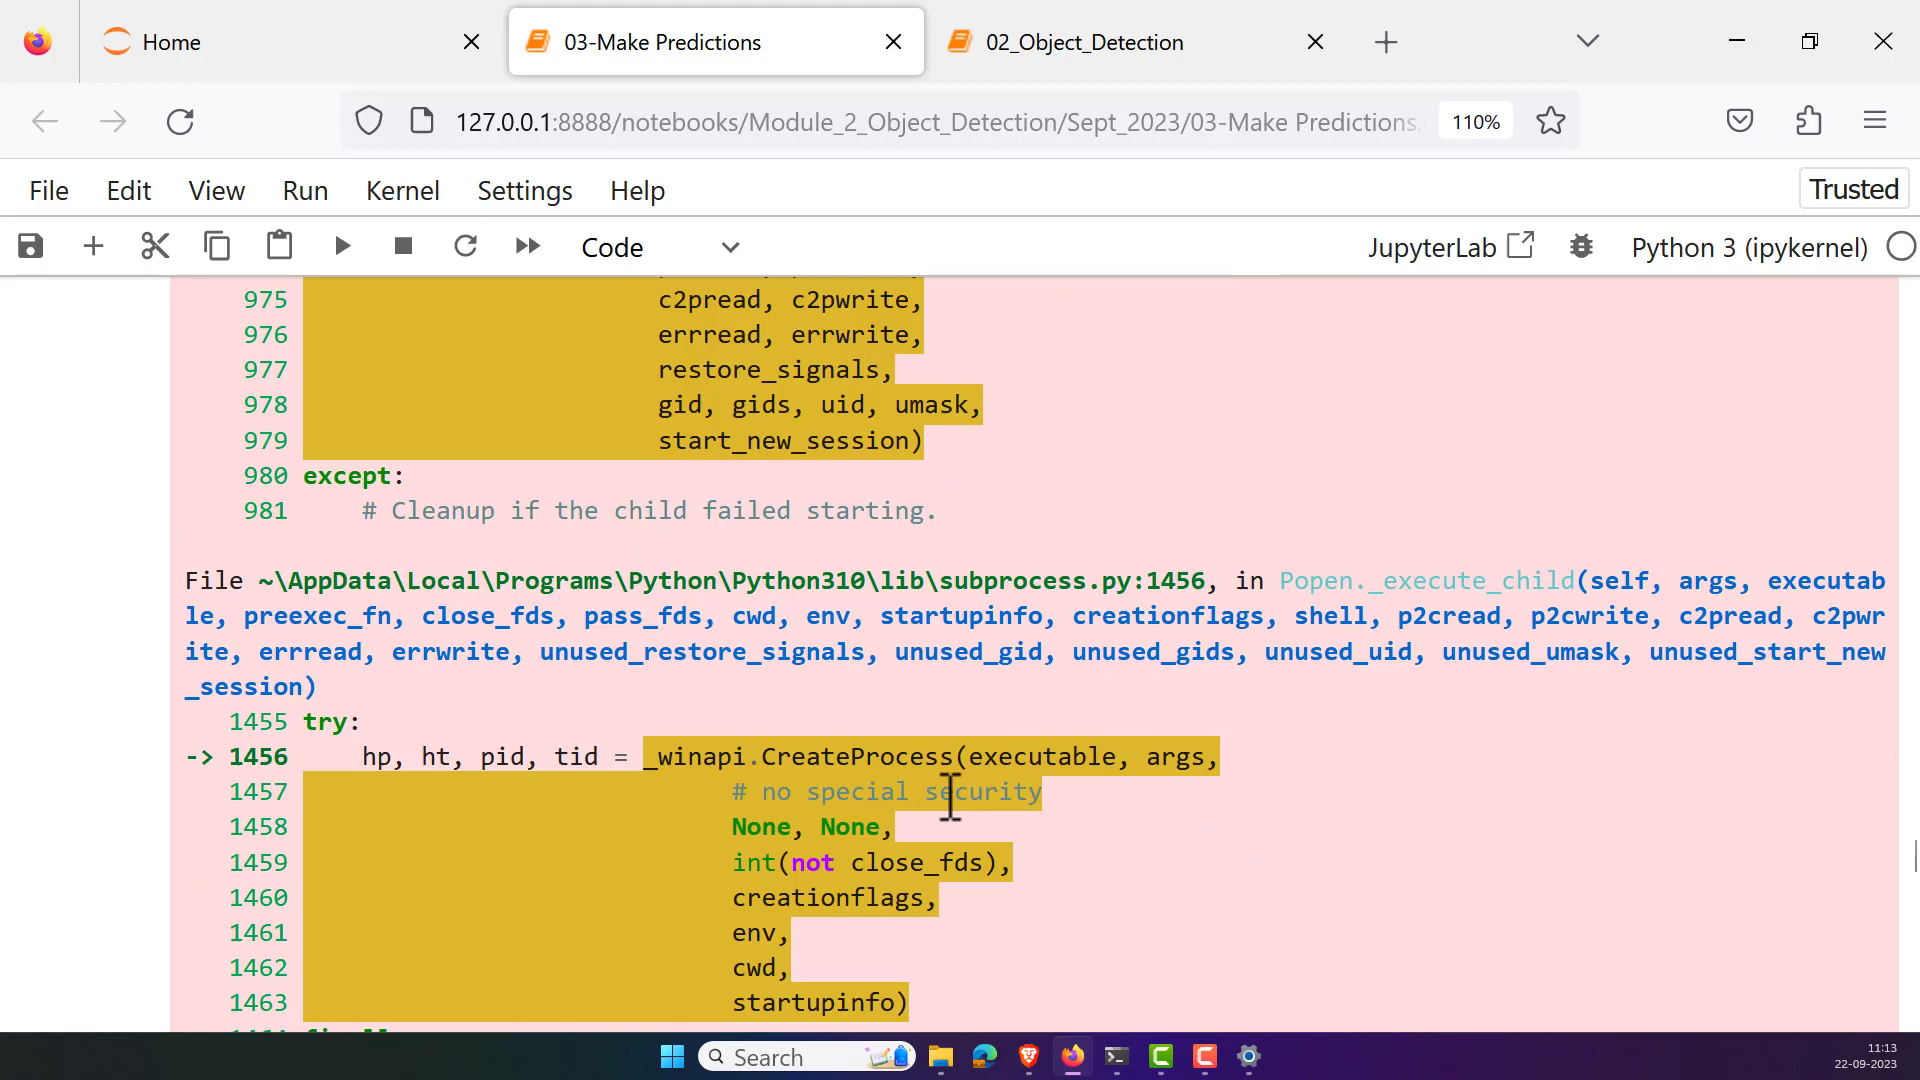 Home
03-Make Predictions
02_Object_Detection
127.0.0.1:8888/notebooks/Module_2_Object_Detection/Sept_2023/03-Make Predictions.
110%
File Edit View Run Kernel Settings Help
Trusted
Code
JupyterLab
Python 3 (ipykernel)
975 c2pread, c2pwrite,
976 errread, errwrite,
977 restore_signals,
978 gid, gids, uid, umask,
979 start_new_session)
980 except:
981 # Cleanup if the child failed starting.
File ~\AppData\Local\Programs\Python\Python310\lib\subprocess.py:1456, in Popen._execute_child(self, args, executab
le, preexec_fn, close_fds, pass_fds, cwd, env, startupinfo, creationflags, shell, p2cread, p2cwrite, c2pread, c2pwr
ite, errread, errwrite, unused_restore_signals, unused_gid, unused_gids, unused_uid, unused_umask, unused_start_new
_session)
1455 try:
-> 1456 hp, ht, pid, tid = _winapi.CreateProcess(executable, args,
1457 # no special security
1458 None, None,
1459 int(not close_fds),
1460 creationflags,
1461 env,
1462 cwd,
1463 startupinfo)
Search
11:13
22-09-2023